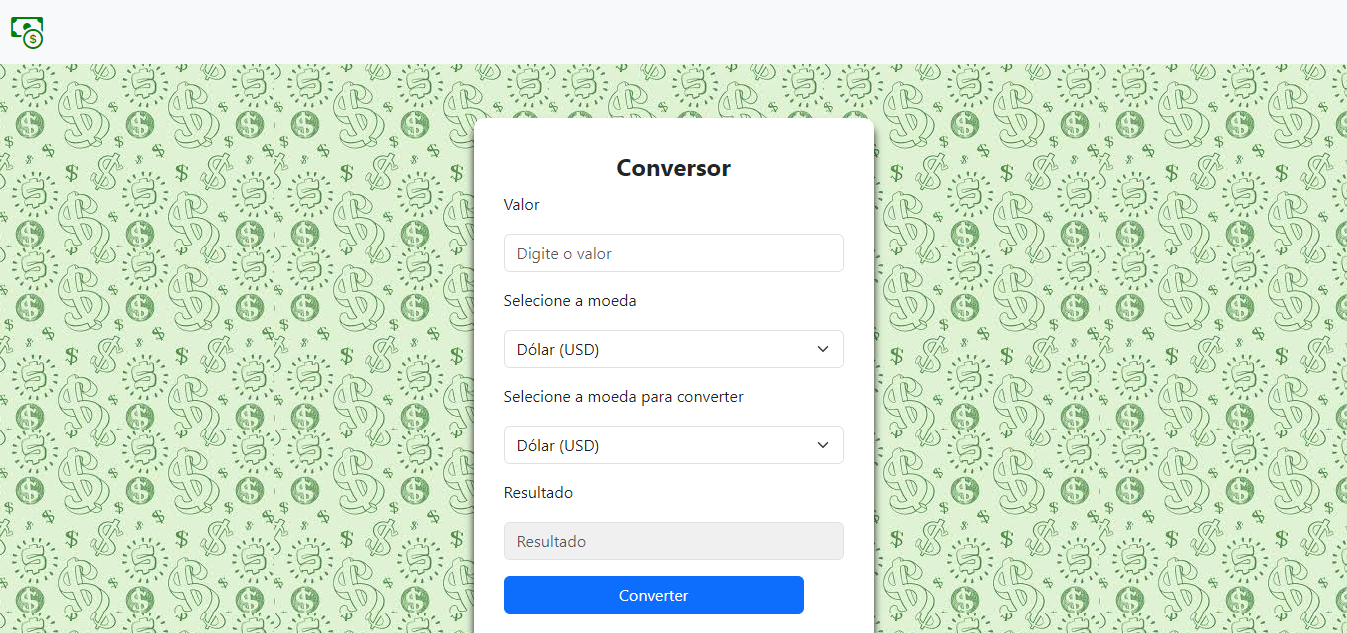 Conversor
Valor
Digite o valor
Selecione a moeda
Dólar (USD)
Selecione a moeda para converter
Dólar (USD)
Resultado
Resultado
Converter